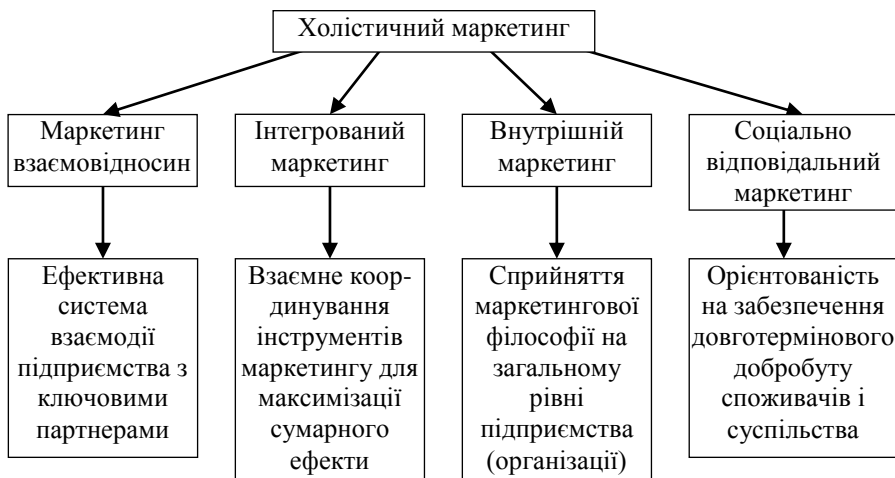 Холістичний маркетинг
Маркетинг
взаємовідносин
Інтегрований
маркетинг
Внутрішній
маркетинг
Соціально
відповідальний
маркетинг
Ефективна
система
взаємодії
підприємства з
ключовими
партнерами
Взаємне коор-
динування
інструментів
маркетингу для
максимізації
сумарного
ефекти
Сприйняття
маркетингової
філософії на
загальному
рівні
підприємства
(організації)
Орієнтованість
на забезпечення
довготермінового
добробуту
споживачів і
суспільства